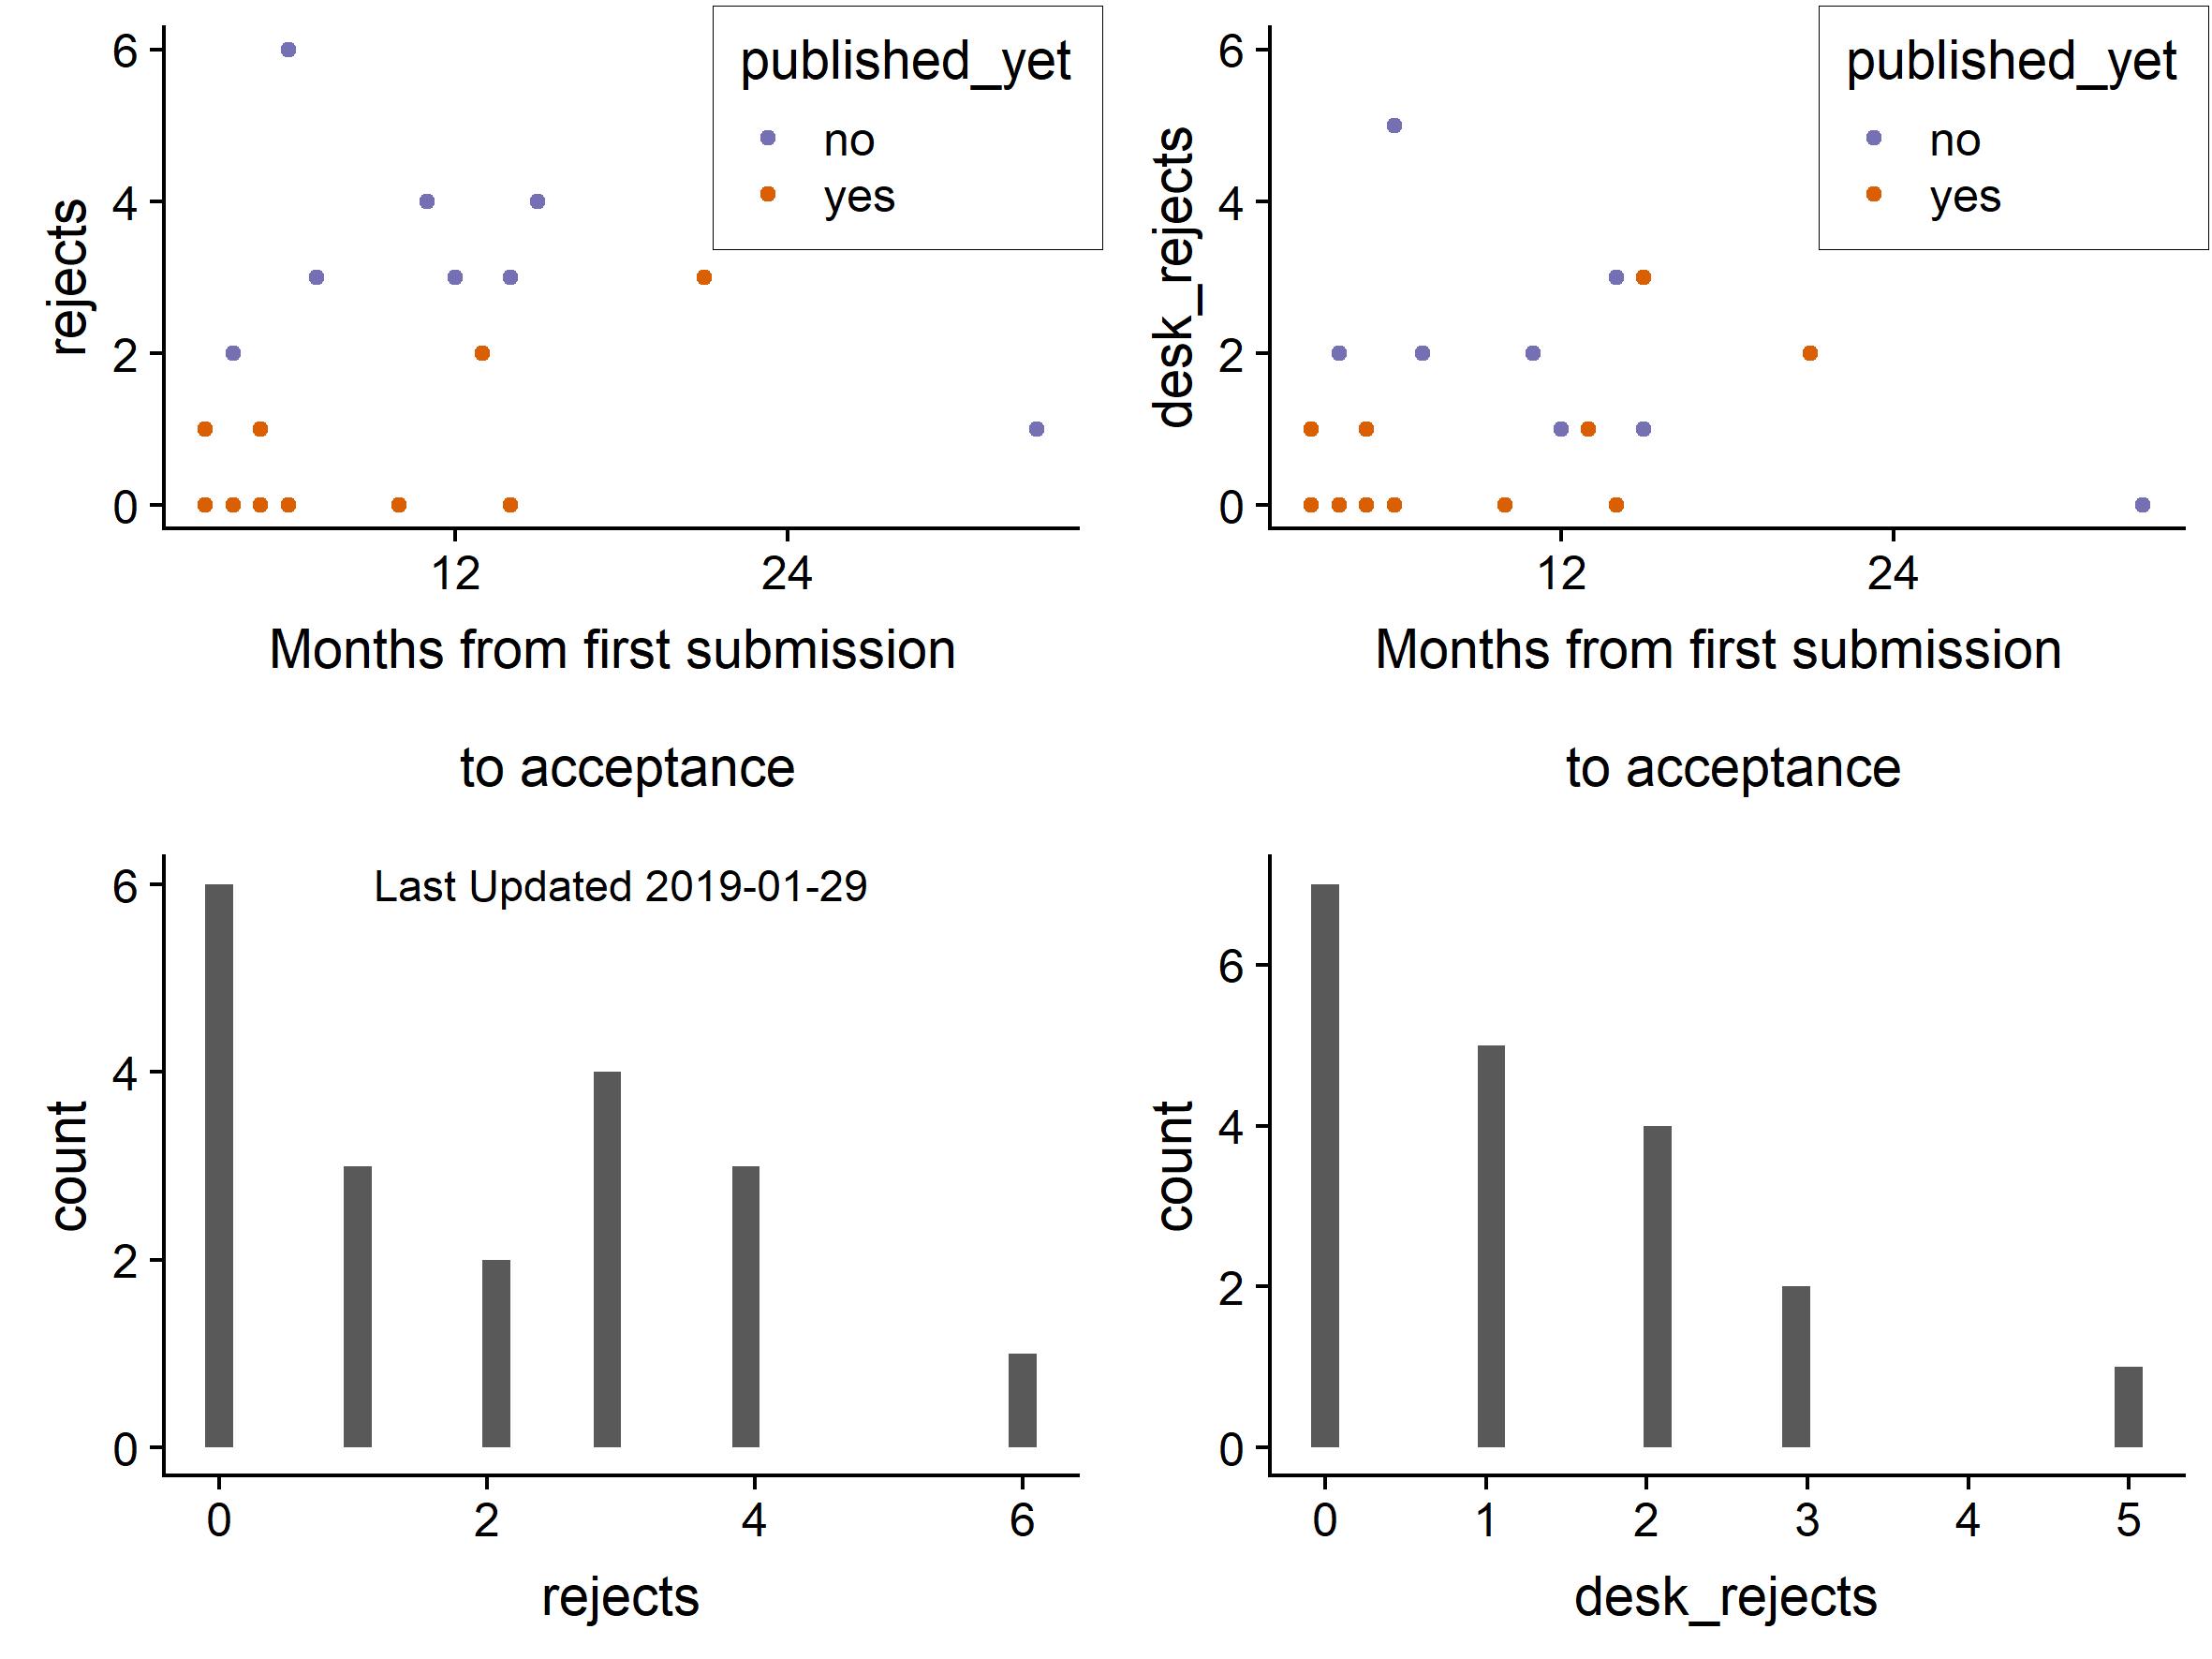 published_yet
no
yes
rejects
6
4
2
0
12
24
Months from first submission
to acceptance
published_yet
no
yes
desk_rejects
6
4
2
0
12
24
Months from first submission
to acceptance
Last Updated 2019-01-29
count
6
4
2
0
0
2
4
6
rejects
count
6
4
2
0
0
1
2
3
4
5
desk_rejects